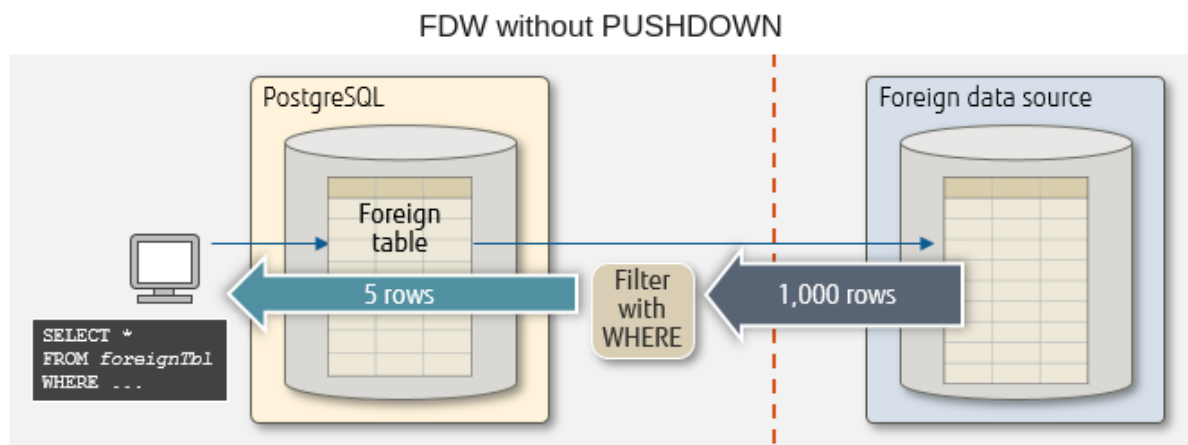 FDW without PUSHDOWN
PostgreSQL
Foreign data source
Foreign
table
5 rows
Filter
with
WHERE
1,000 rows
SELECT *
FROM foreignTbl
WHERE ...